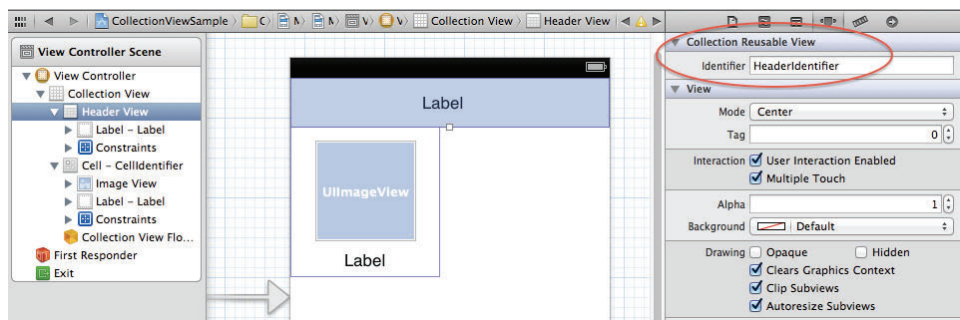 CollectionViewSample
C
M
M
V
V
Collection View
Header View
View Controller Scene
View Controller
Collection View
Header View
Label – Label
Constraints
Cell – CellIdentifier
Image View
Label – Label
Constraints
Collection View Flo...
First Responder
Exit
Label
UIImageView
Label
Collection Reusable View
Identifier HeaderIdentifier
View
Mode Center
Tag 0
Interaction User Interaction Enabled
Multiple Touch
Alpha 1
Background Default
Drawing Opaque Hidden
Clears Graphics Context
Clip Subviews
Autoresize Subviews